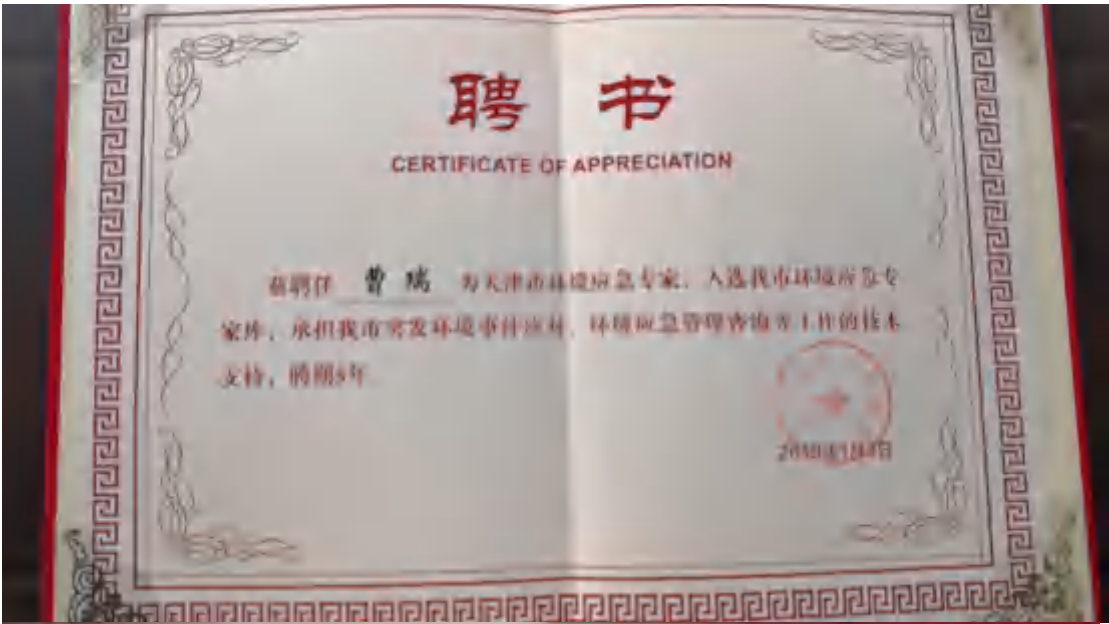 聘 书
CERTIFICATE OF APPRECIATION
兹聘任 曹 瑞 为天津市环境应急专家，入选我市环境应急专
家库，承担我市突发环境事件应对、环境应急管理咨询等工作的技术
支持，聘期5年